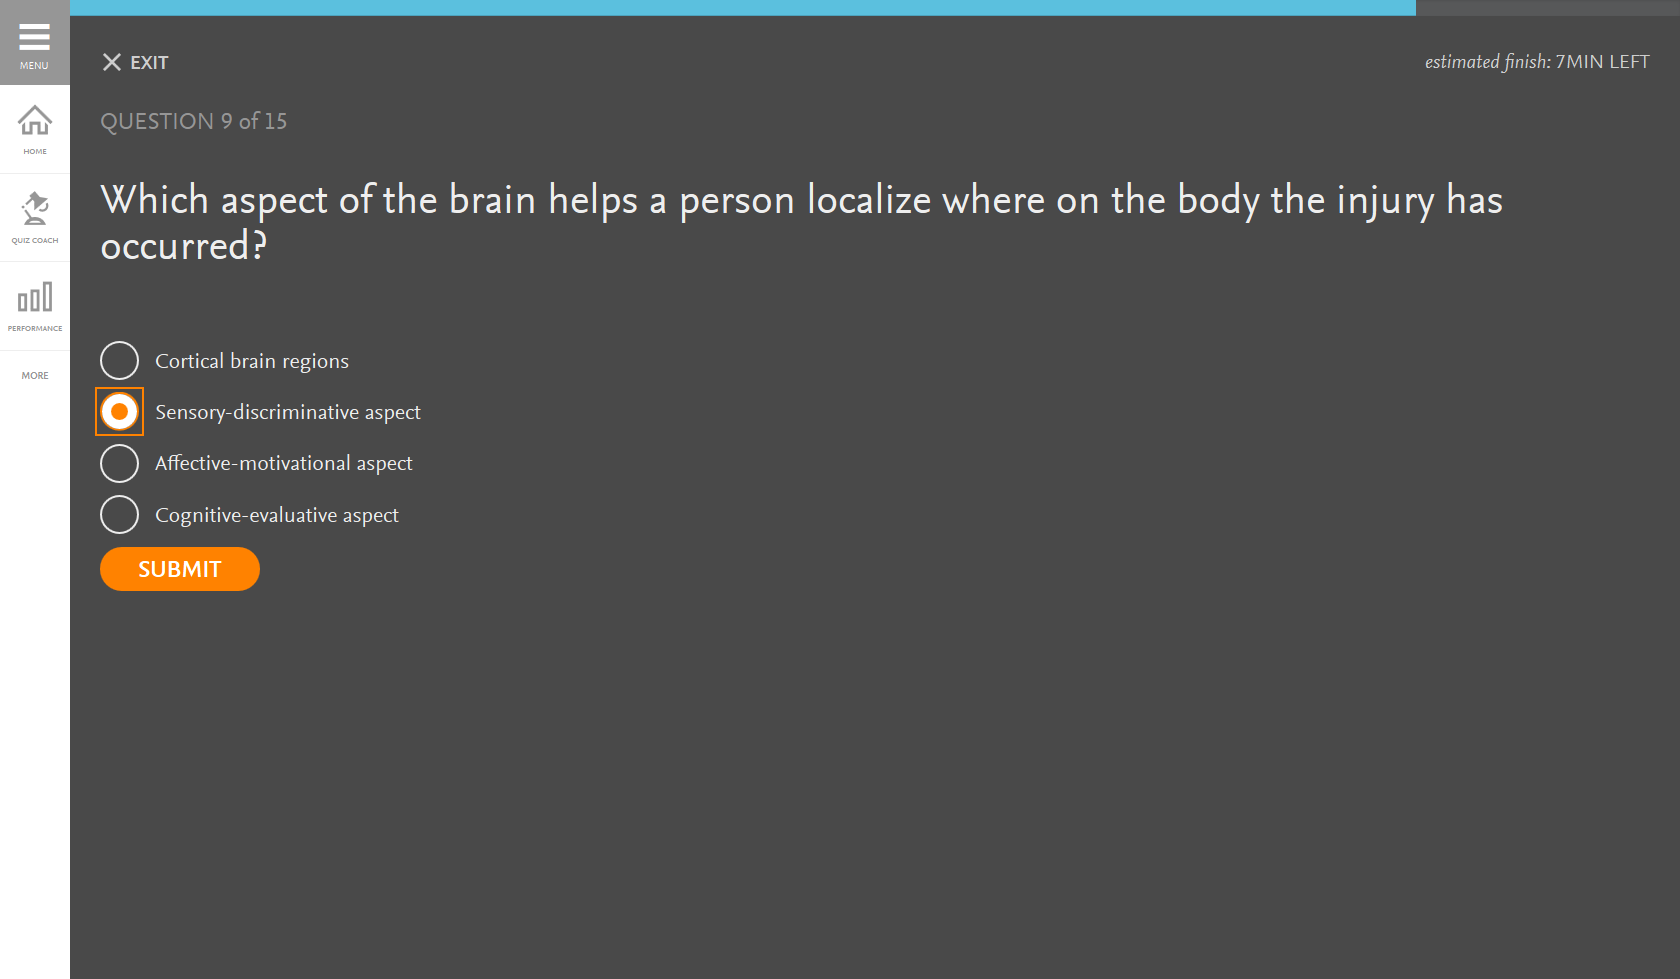 MENU
HOME
QUIZ COACH
PERFORMANCE
MORE
EXIT
estimated finish: 7MIN LEFT
QUESTION 9 of 15
Which aspect of the brain helps a person localize where on the body the injury has
occurred?
Cortical brain regions
Sensory-discriminative aspect
Affective-motivational aspect
Cognitive-evaluative aspect
SUBMIT